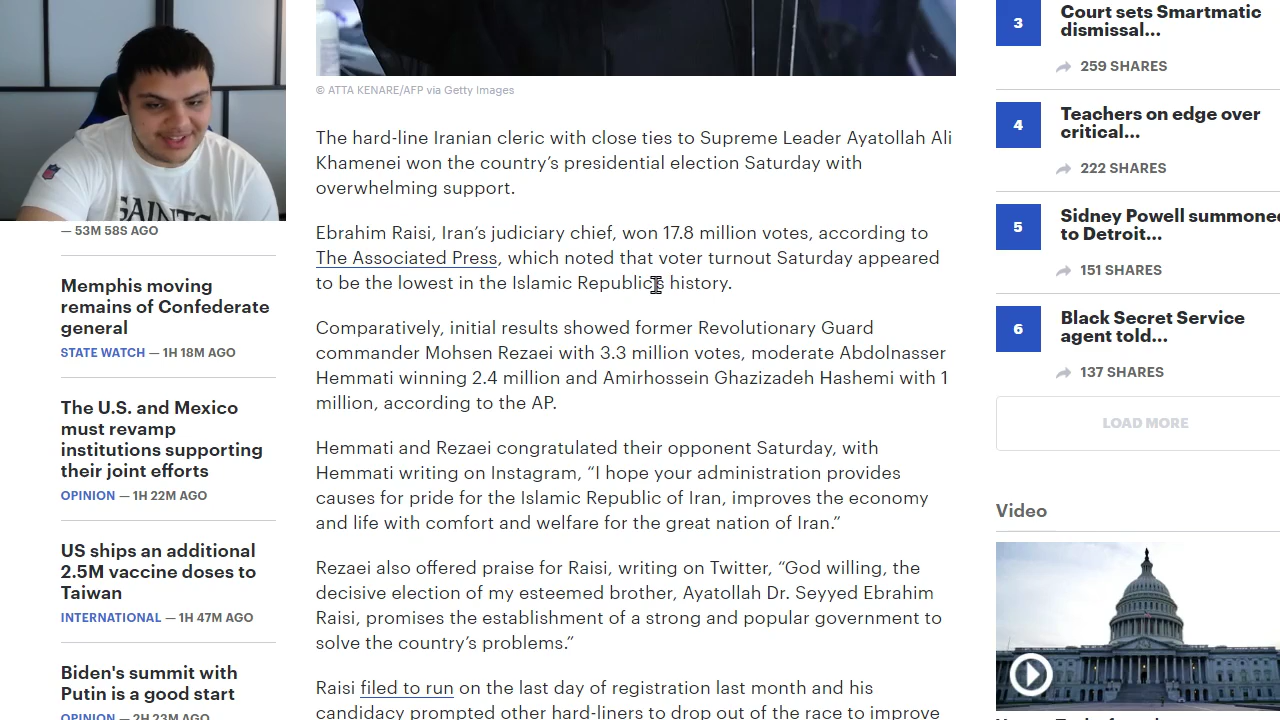 SAINTS
— 53M 58S AGO
Memphis moving
remains of Confederate
general
STATE WATCH — 1H 18M AGO
The U.S. and Mexico
must revamp
institutions supporting
their joint efforts
OPINION — 1H 22M AGO
US ships an additional
2.5M vaccine doses to
Taiwan
INTERNATIONAL — 1H 47M AGO
Biden's summit with
Putin is a good start
OPINION — 2H 23M AGO
© ATTA KENARE/AFP via Getty Images
The hard-line Iranian cleric with close ties to Supreme Leader Ayatollah Ali
Khamenei won the country’s presidential election Saturday with
overwhelming support.
Ebrahim Raisi, Iran’s judiciary chief, won 17.8 million votes, according to
The Associated Press, which noted that voter turnout Saturday appeared
to be the lowest in the Islamic Republic’s history.
Comparatively, initial results showed former Revolutionary Guard
commander Mohsen Rezaei with 3.3 million votes, moderate Abdolnasser
Hemmati winning 2.4 million and Amirhossein Ghazizadeh Hashemi with 1
million, according to the AP.
Hemmati and Rezaei congratulated their opponent Saturday, with
Hemmati writing on Instagram, “I hope your administration provides
causes for pride for the Islamic Republic of Iran, improves the economy
and life with comfort and welfare for the great nation of Iran.”
Rezaei also offered praise for Raisi, writing on Twitter, “God willing, the
decisive election of my esteemed brother, Ayatollah Dr. Seyyed Ebrahim
Raisi, promises the establishment of a strong and popular government to
solve the country’s problems.”
Raisi filed to run on the last day of registration last month and his
candidacy prompted other hard-liners to drop out of the race to improve
3
Court sets Smartmatic
dismissal...
259 SHARES
4
Teachers on edge over
critical...
222 SHARES
5
Sidney Powell summoned
to Detroit...
151 SHARES
6
Black Secret Service
agent told...
137 SHARES
LOAD MORE
Video